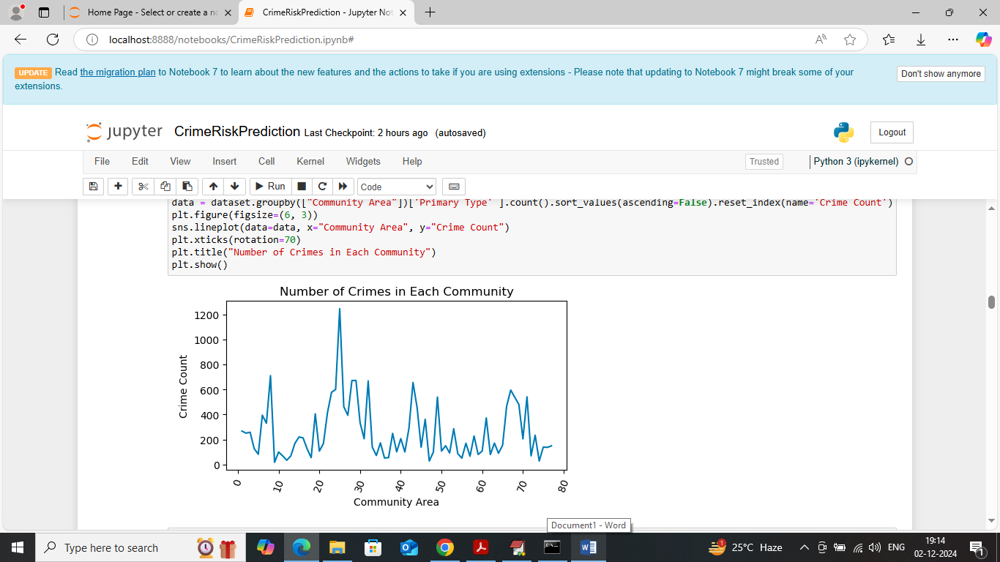 Home Page - Select or create a no
CrimeRiskPrediction - Jupyter Not
localhost:8888/notebooks/CrimeRiskPrediction.ipynb#
UPDATE Read the migration plan to Notebook 7 to learn about the new features and the actions to take if you are using extensions - Please note that updating to Notebook 7 might break some of your
extensions.
Don't show anymore
jupyter CrimeRiskPrediction Last Checkpoint: 2 hours ago (autosaved)
Logout
File Edit View Insert Cell Kernel Widgets Help
Trusted
Python 3 (ipykernel)
Run
Code
data = dataset.groupby(["Community Area"])['Primary Type' ].count().sort_values(ascending=False).reset_index(name='Crime Count')
plt.figure(figsize=(6, 3))
sns.lineplot(data=data, x="Community Area", y="Crime Count")
plt.xticks(rotation=70)
plt.title("Number of Crimes in Each Community")
plt.show()
Number of Crimes in Each Community
1200
1000
800
600
400
200
0
Crime Count
0 10 20 30 40 50 60 70 80
Community Area
Document1 - Word
Type here to search
1
25°C Haze
ENG
19:14
02-12-2024
1